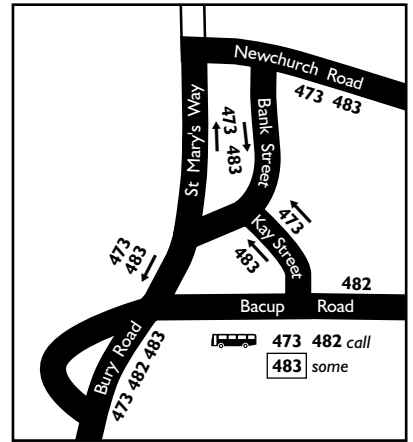 Newchurch Road
473 483
St Mary's Way
473
483
Bank Street
473
Kay Street
483
473
483
482
Bacup Road
Bury Road
473 482 483
473 482 call
483 some